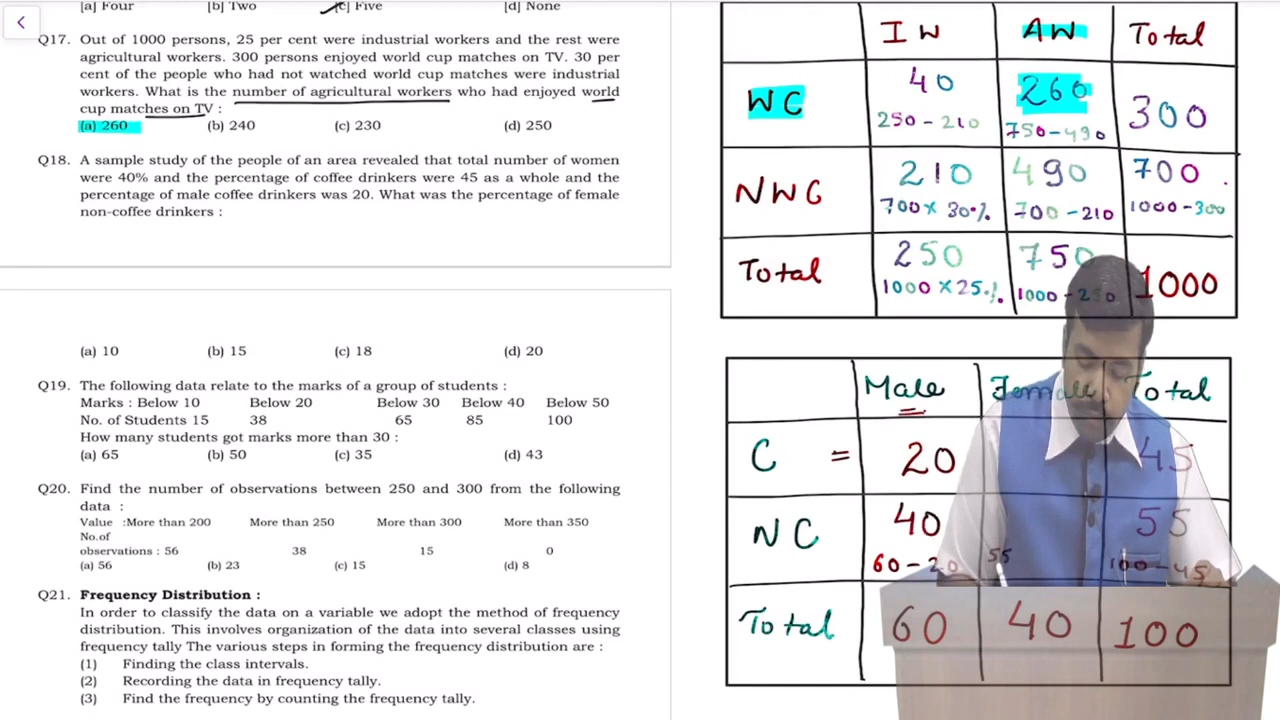 [a] Four [b] Two [c] Five [d] None
Q17. Out of 1000 persons, 25 per cent were industrial workers and the rest were
agricultural workers. 300 persons enjoyed world cup matches on TV. 30 per
cent of the people who had not watched world cup matches were industrial
workers. What is the number of agricultural workers who had enjoyed world
cup matches on TV :
(a) 260 (b) 240 (c) 230 (d) 250
Q18. A sample study of the people of an area revealed that total number of women
were 40% and the percentage of coffee drinkers were 45 as a whole and the
percentage of male coffee drinkers was 20. What was the percentage of female
non-coffee drinkers :
(a) 10 (b) 15 (c) 18 (d) 20
Q19. The following data relate to the marks of a group of students :
Marks : Below 10 Below 20 Below 30 Below 40 Below 50
No. of Students 15 38 65 85 100
How many students got marks more than 30 :
(a) 65 (b) 50 (c) 35 (d) 43
Q20. Find the number of observations between 250 and 300 from the following
data :
Value :More than 200 More than 250 More than 300 More than 350
No.of
observations : 56 38 15 0
(a) 56 (b) 23 (c) 15 (d) 8
Q21. Frequency Distribution :
In order to classify the data on a variable we adopt the method of frequency
distribution. This involves organization of the data into several classes using
frequency tally The various steps in forming the frequency distribution are :
(1) Finding the class intervals.
(2) Recording the data in frequency tally.
(3) Find the frequency by counting the frequency tally.
IW AW Total
WC 40 260 300
250-210 750-490
NWC 210 490 700
700×30% 700-210 1000-300
Total 250 750 1000
1000×25% 1000-250
Male Female Total
C = 20 45
NC 40 55
60-20 55 100-45
Total 60 40 100